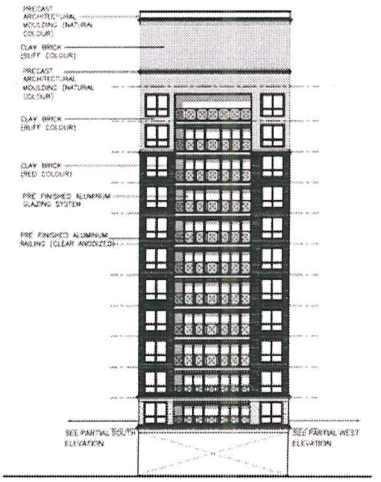 PRECAST
ARCHITECTURAL
MOULDING (NATURAL
COLOUR)
CLAY BRICK
(BUFF COLOUR)
PRECAST
ARCHITECTURAL
MOULDING (NATURAL
COLOUR)
CLAY BRICK
(BUFF COLOUR)
CLAY BRICK
(RED COLOUR)
PRE FINISHED ALUMINUM
GLAZING SYSTEM
PRE FINISHED ALUMINUM
RAILING (CLEAR ANODIZED)
SEE PARTIAL SOUTH
ELEVATION
SEE PARTIAL WEST
ELEVATION